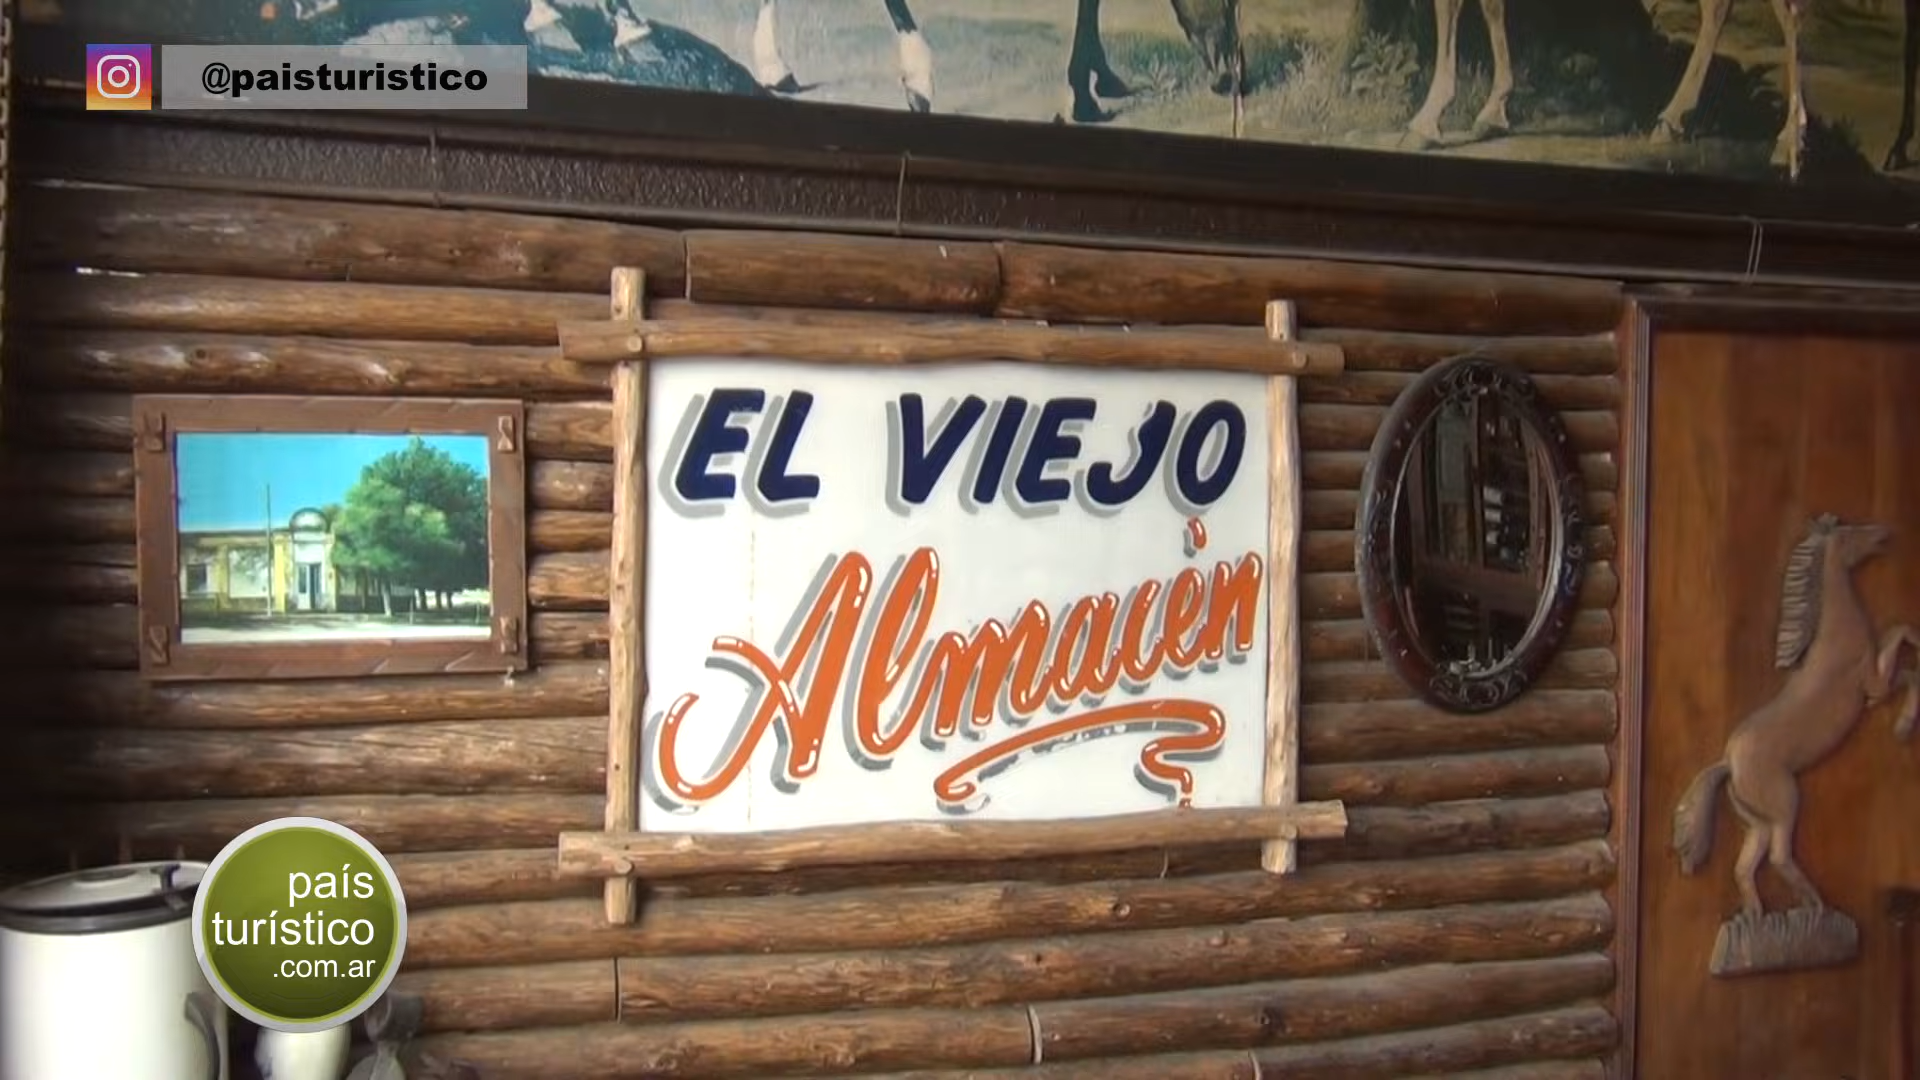 @paisturistico
EL VIEJO
Almacén
país
turístico
.com.ar